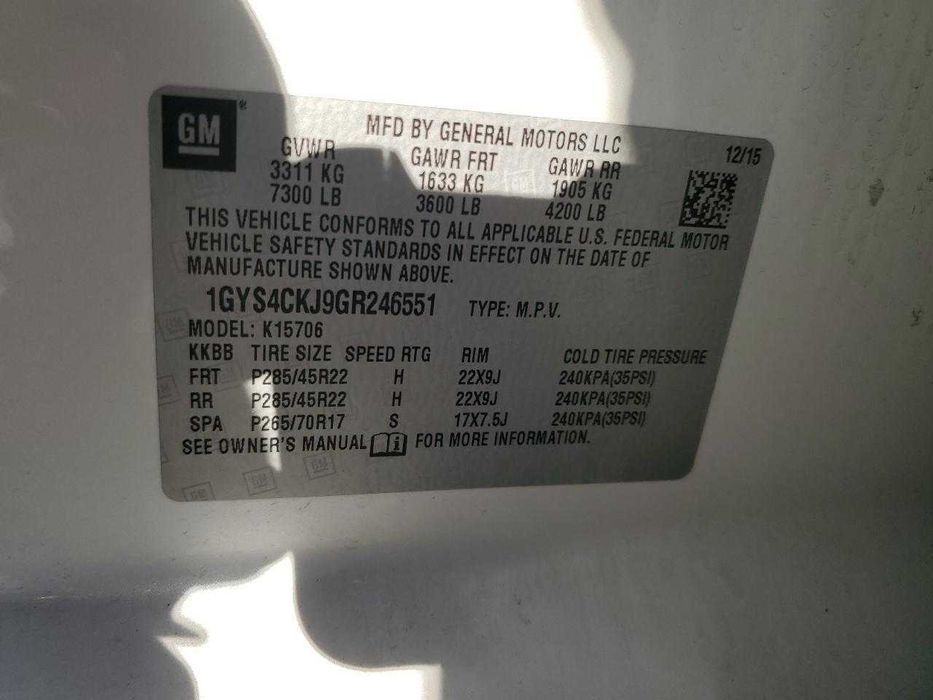 GM®
MFD BY GENERAL MOTORS LLC
12/15
GVWR GAWR FRT GAWR RR
3311 KG 1633 KG 1905 KG
7300 LB 3600 LB 4200 LB
THIS VEHICLE CONFORMS TO ALL APPLICABLE U.S. FEDERAL MOTOR
VEHICLE SAFETY STANDARDS IN EFFECT ON THE DATE OF
MANUFACTURE SHOWN ABOVE.
1GYS4CKJ9GR246551 TYPE: M.P.V.
MODEL: K15706
KKBB TIRE SIZE SPEED RTG RIM COLD TIRE PRESSURE
FRT P285/45R22 H 22X9J 240KPA(35PSI)
RR P285/45R22 H 22X9J 240KPA(35PSI)
SPA P265/70R17 S 17X7.5J 240KPA(35PSI)
SEE OWNER'S MANUAL i FOR MORE INFORMATION.
GM GM GM